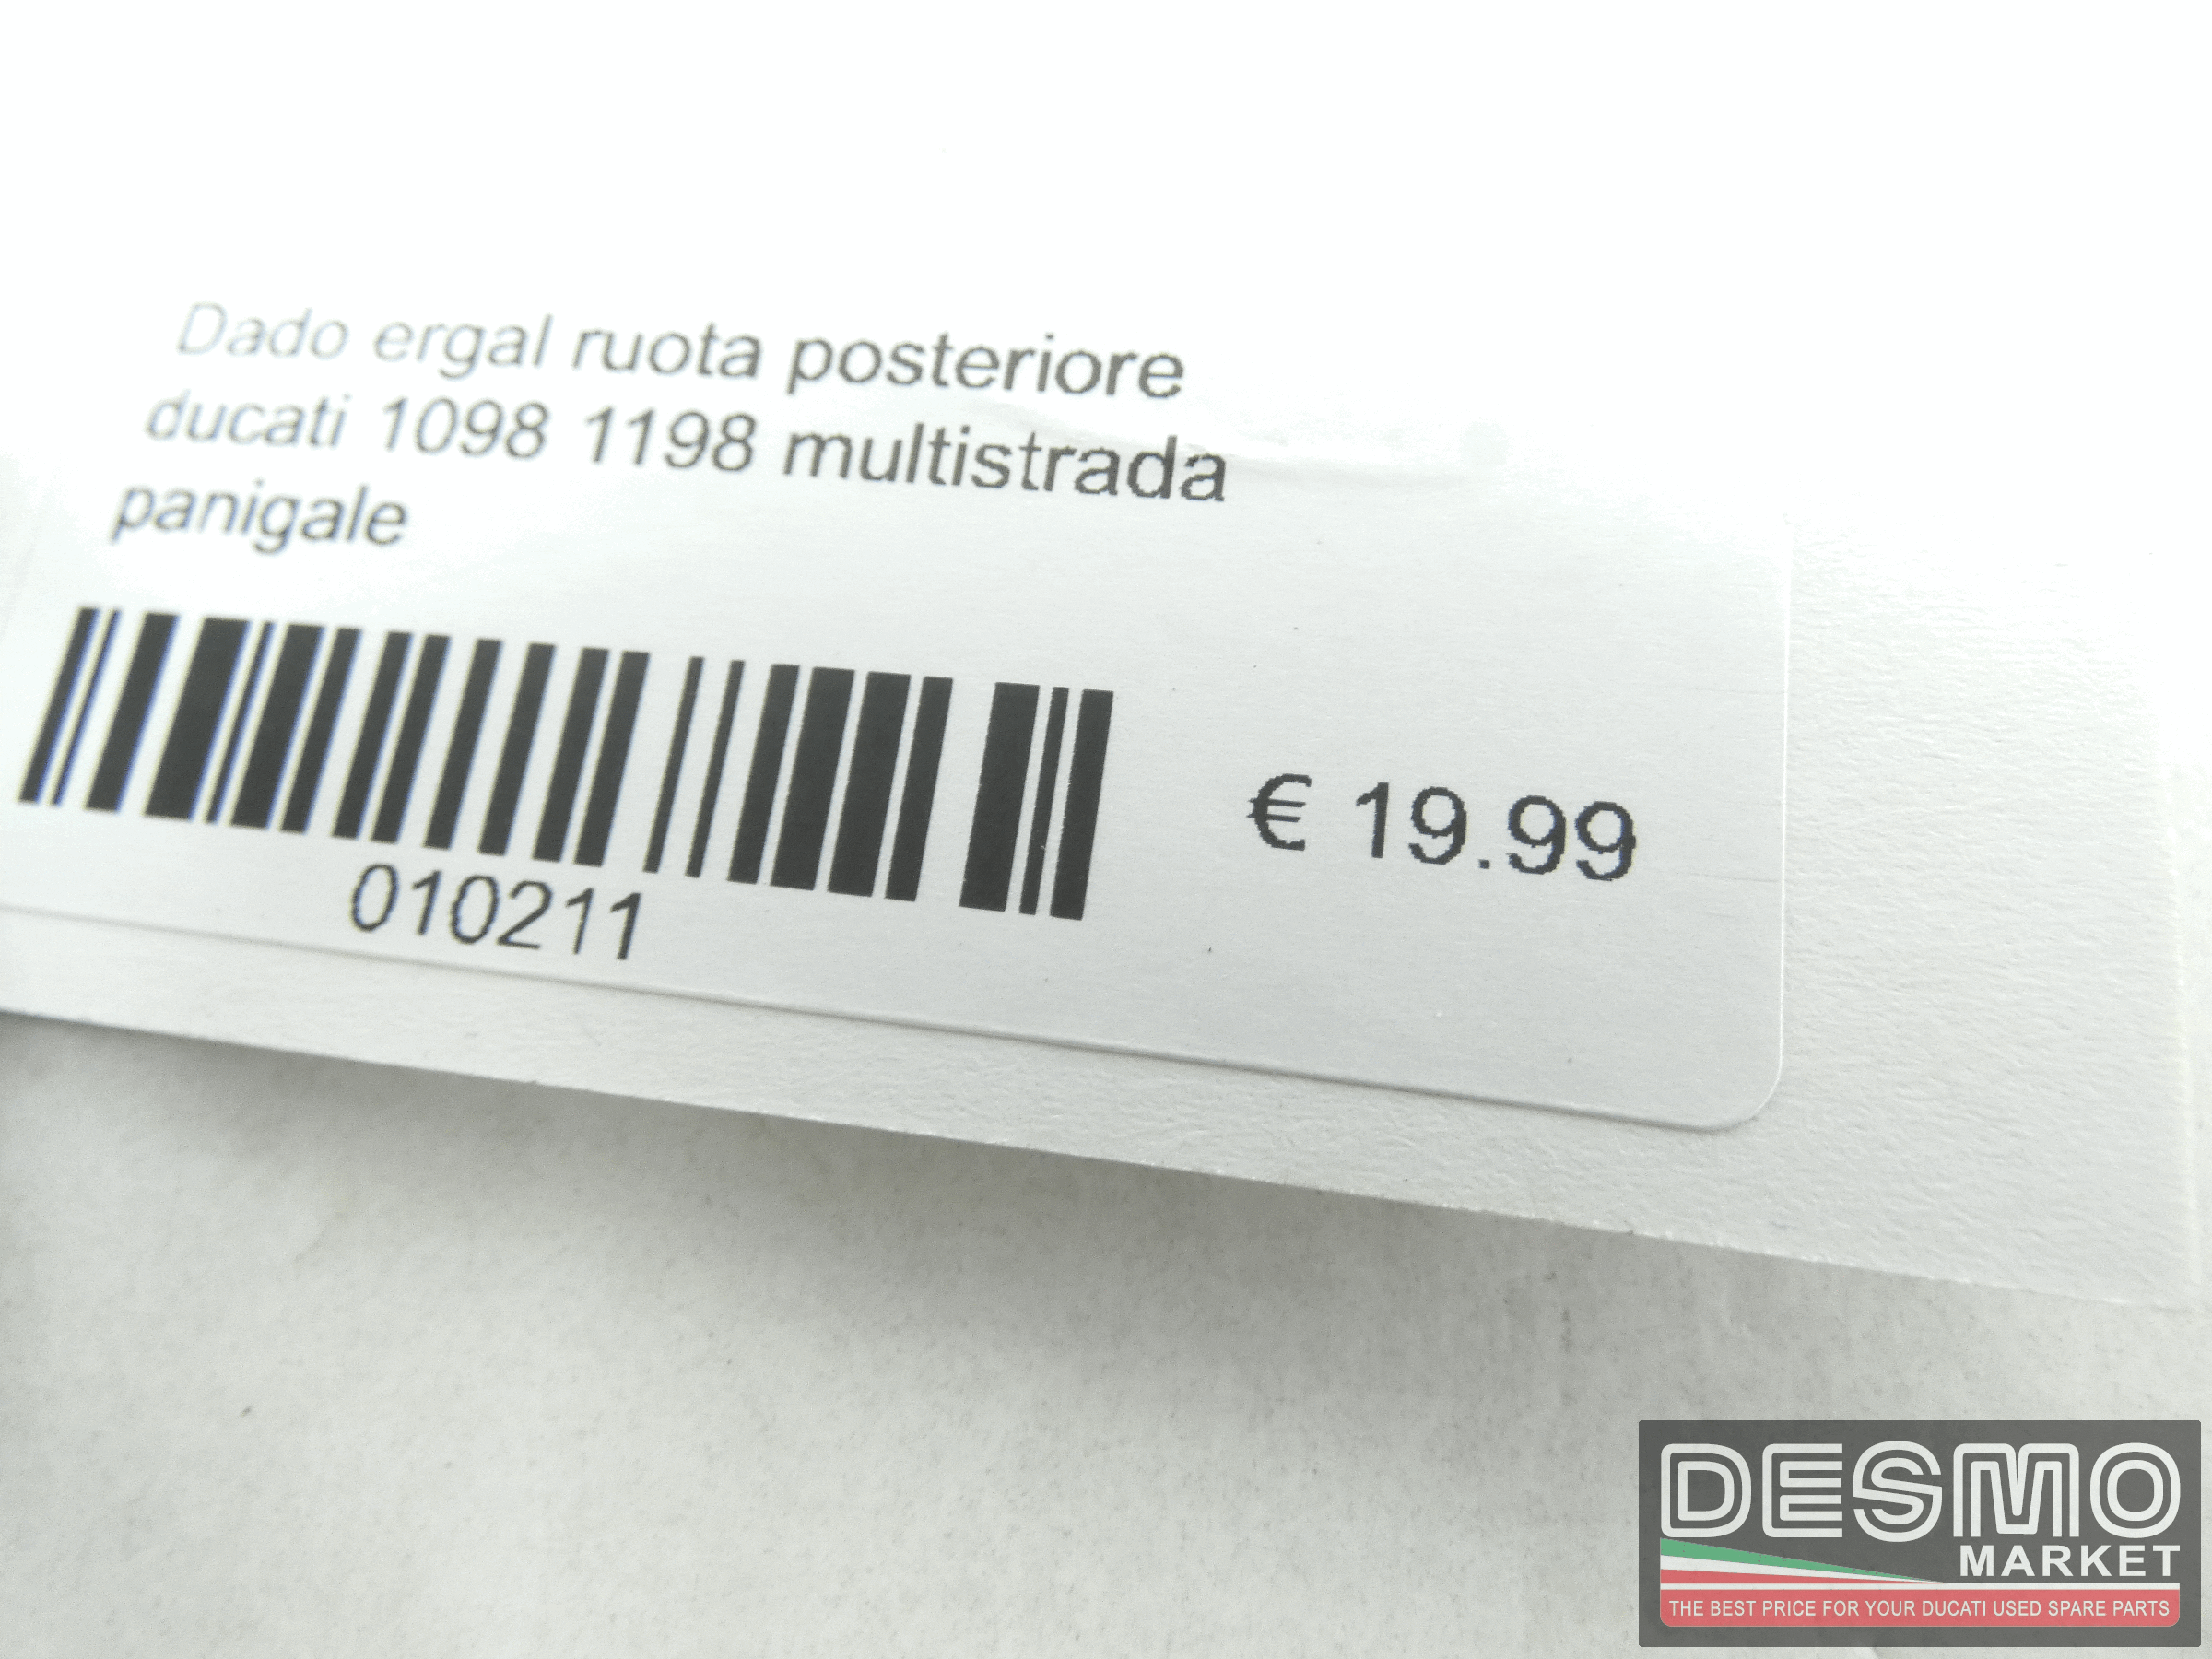 Dado ergal ruota posteriore
ducati 1098 1198 multistrada
panigale
€ 19.99
010211
DESMO
MARKET
THE BEST PRICE FOR YOUR DUCATI USED SPARE PARTS